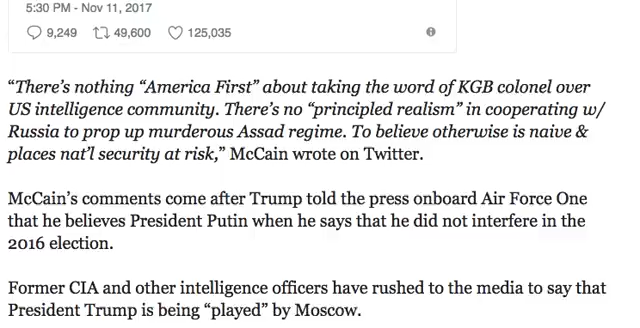 5:30 PM - Nov 11, 2017
9,249 49,600 125,035
“There’s nothing “America First” about taking the word of KGB colonel over
US intelligence community. There’s no “principled realism” in cooperating w/
Russia to prop up murderous Assad regime. To believe otherwise is naive &
places nat’l security at risk,” McCain wrote on Twitter.
McCain’s comments come after Trump told the press onboard Air Force One
that he believes President Putin when he says that he did not interfere in the
2016 election.
Former CIA and other intelligence officers have rushed to the media to say that
President Trump is being “played” by Moscow.